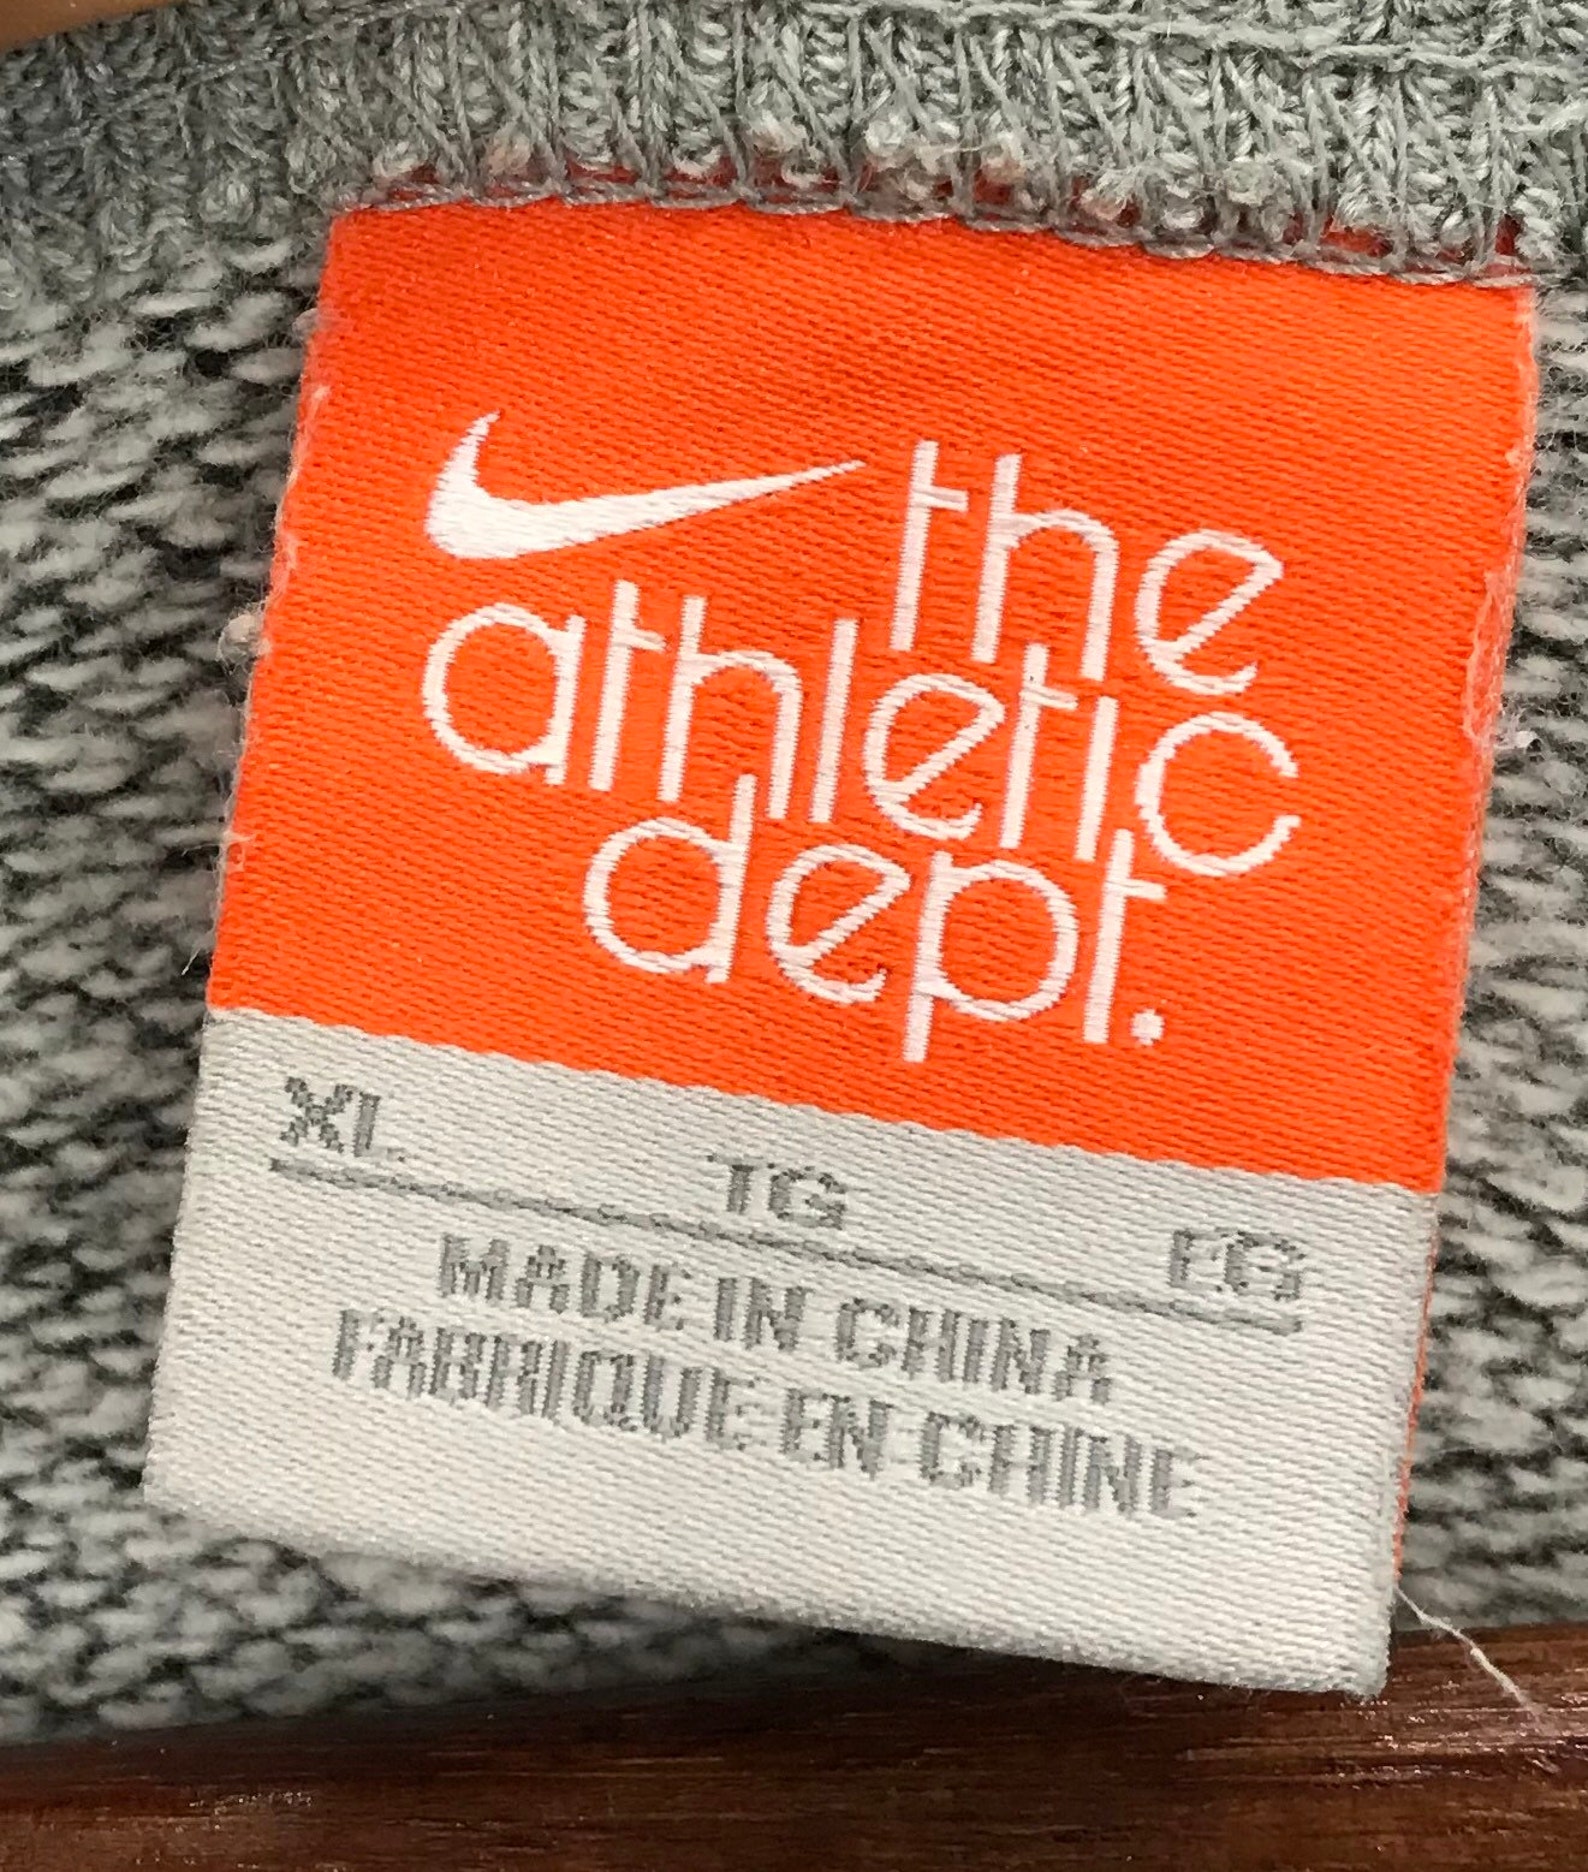 the
athletic
dept.
XL TG EG
MADE IN CHINA
FABRIQUE EN CHINE